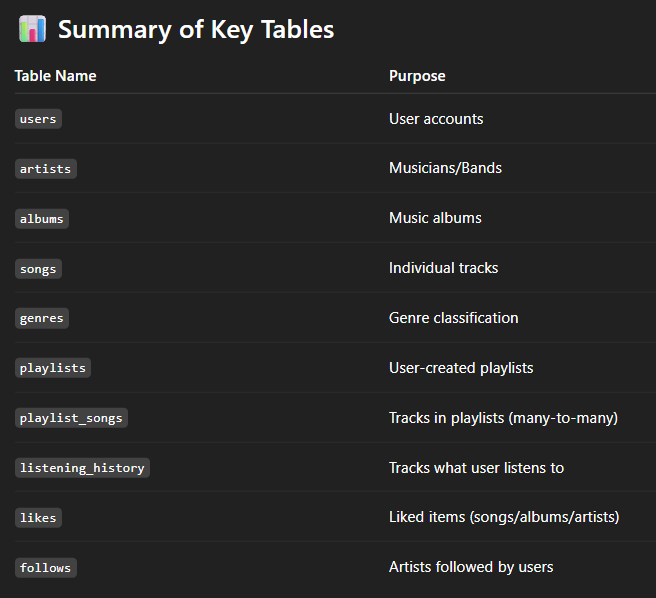 Summary of Key Tables
Table Name Purpose
users User accounts
artists Musicians/Bands
albums Music albums
songs Individual tracks
genres Genre classification
playlists User-created playlists
playlist_songs Tracks in playlists (many-to-many)
listening_history Tracks what user listens to
likes Liked items (songs/albums/artists)
follows Artists followed by users